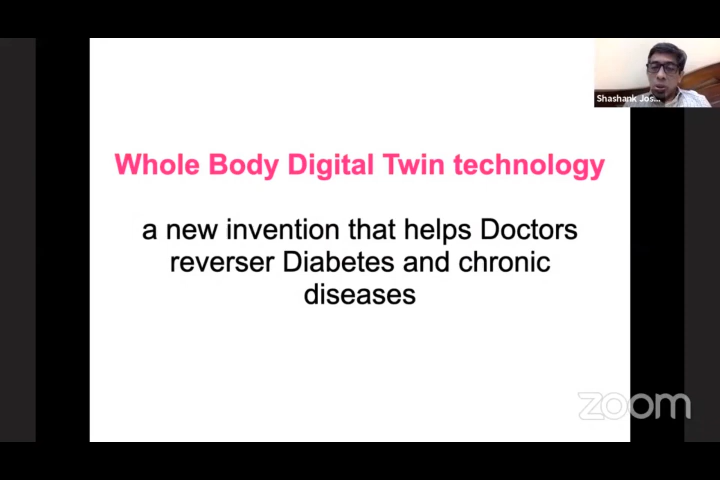 Shashank Jos...
Whole Body Digital Twin technology
a new invention that helps Doctors
reverser Diabetes and chronic
diseases
zoom